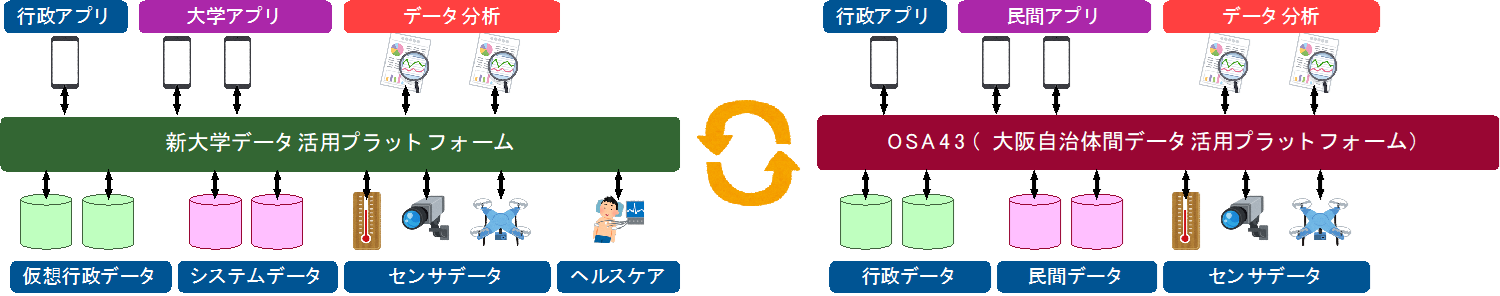 行政アプリ
大学アプリ
データ分析
新大学データ活用プラットフォーム
仮想行政データ
システムデータ
センサデータ
ヘルスケア
行政アプリ
民間アプリ
データ分析
OSA43(大阪自治体間データ活用プラットフォーム)
行政データ
民間データ
センサデータ